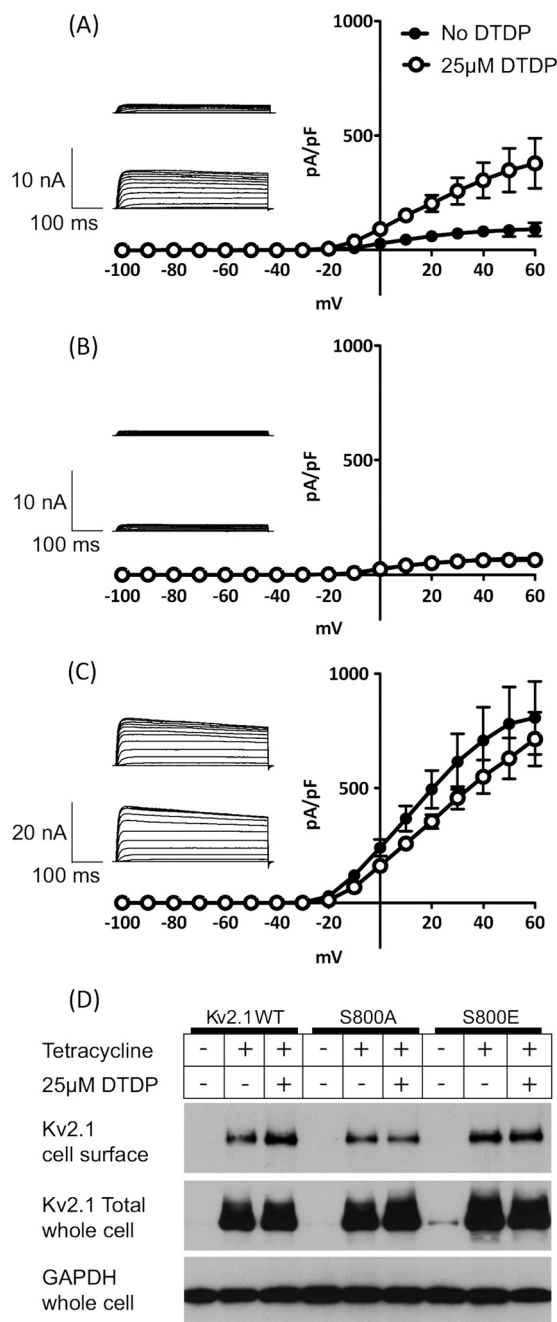 (A)
1000
No DTDP
25µM DTDP
pA/pF
500
10 nA
100 ms
-100 -80 -60 -40 -20 20 40 60
mV
(B)
1000
pA/pF
500
10 nA
100 ms
-100 -80 -60 -40 -20 20 40 60
mV
(C)
1000
pA/pF
500
20 nA
100 ms
-100 -80 -60 -40 -20 20 40 60
mV
(D)
Kv2.1WT S800A S800E
Tetracycline - + + - + + - + +
25µM DTDP - - + - - + - - +
Kv2.1
cell surface
Kv2.1 Total
whole cell
GAPDH
whole cell